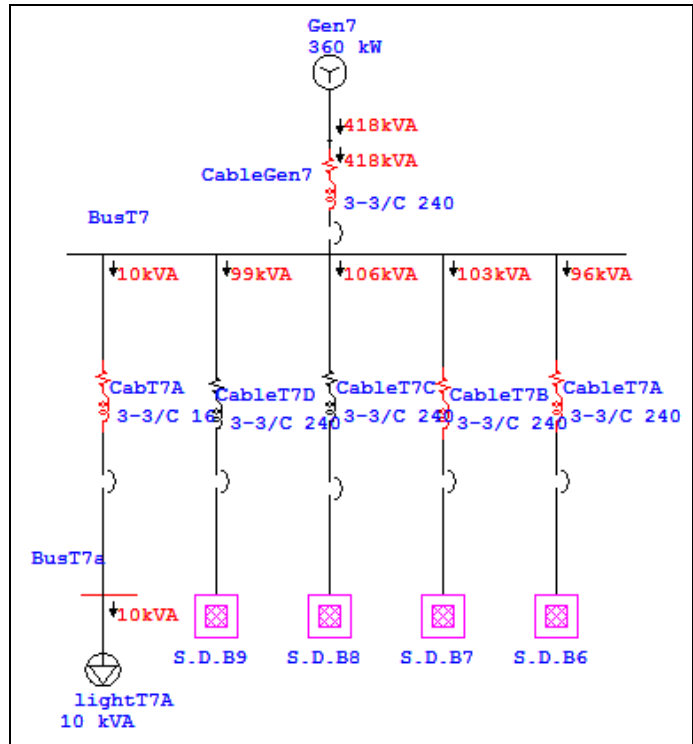 Gen7
360 kW
418kVA
418kVA
CableGen7
3-3/C 240
BusT7
10kVA
99kVA
106kVA
103kVA
96kVA
CabT7A
CableT7D
CableT7C
CableT7B
CableT7A
3-3/C 16
3-3/C 240
3-3/C 240
3-3/C 240
3-3/C 240
BusT7a
10kVA
S.D.B9
S.D.B8
S.D.B7
S.D.B6
lightT7A
10 kVA